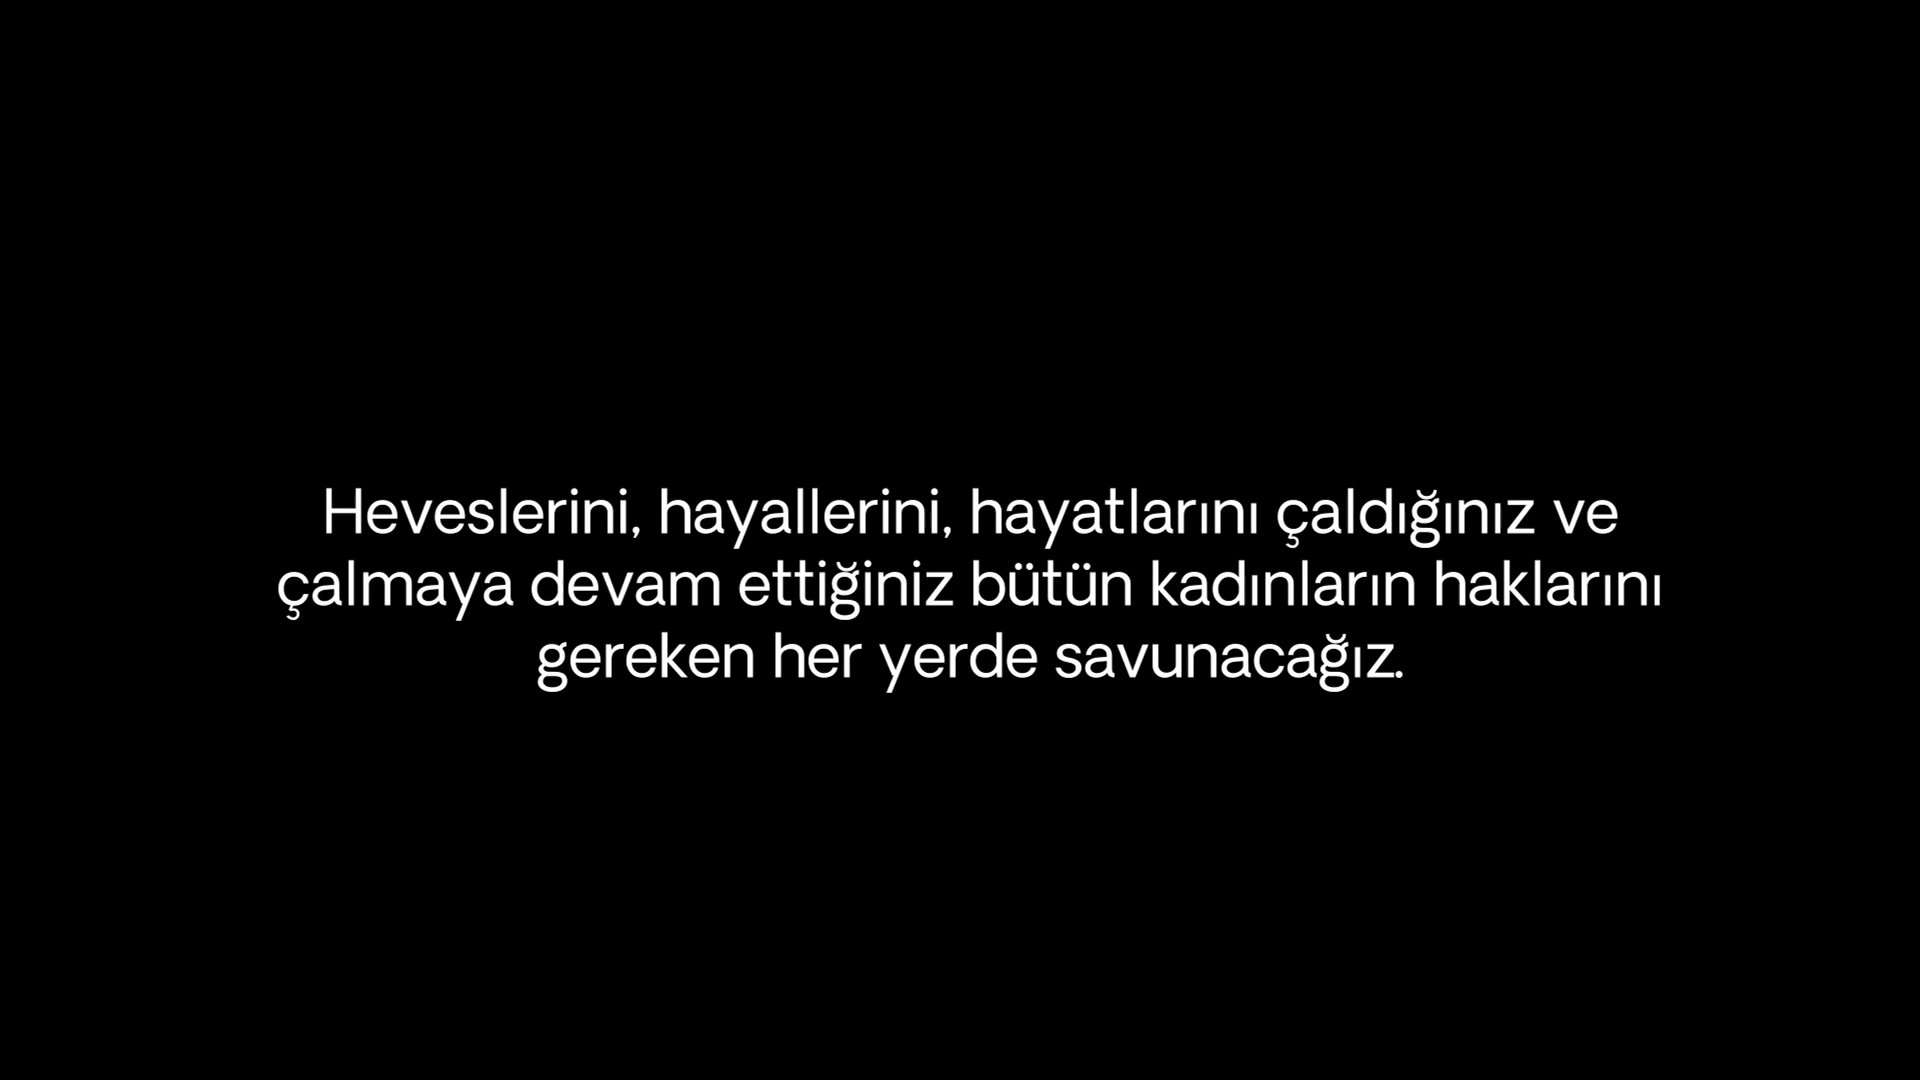 Heveslerini, hayallerini, hayatlarını çaldığınız ve
çalmaya devam ettiğiniz bütün kadınların haklarını
gereken her yerde savunacağız.